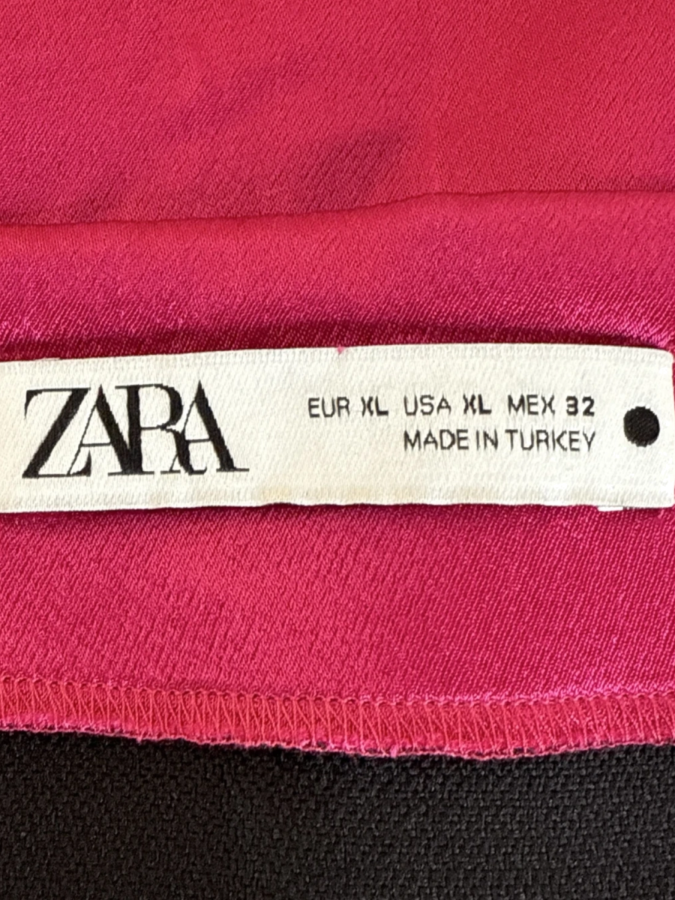 ZARA
EUR XL USA XL MEX 32
MADE IN TURKEY